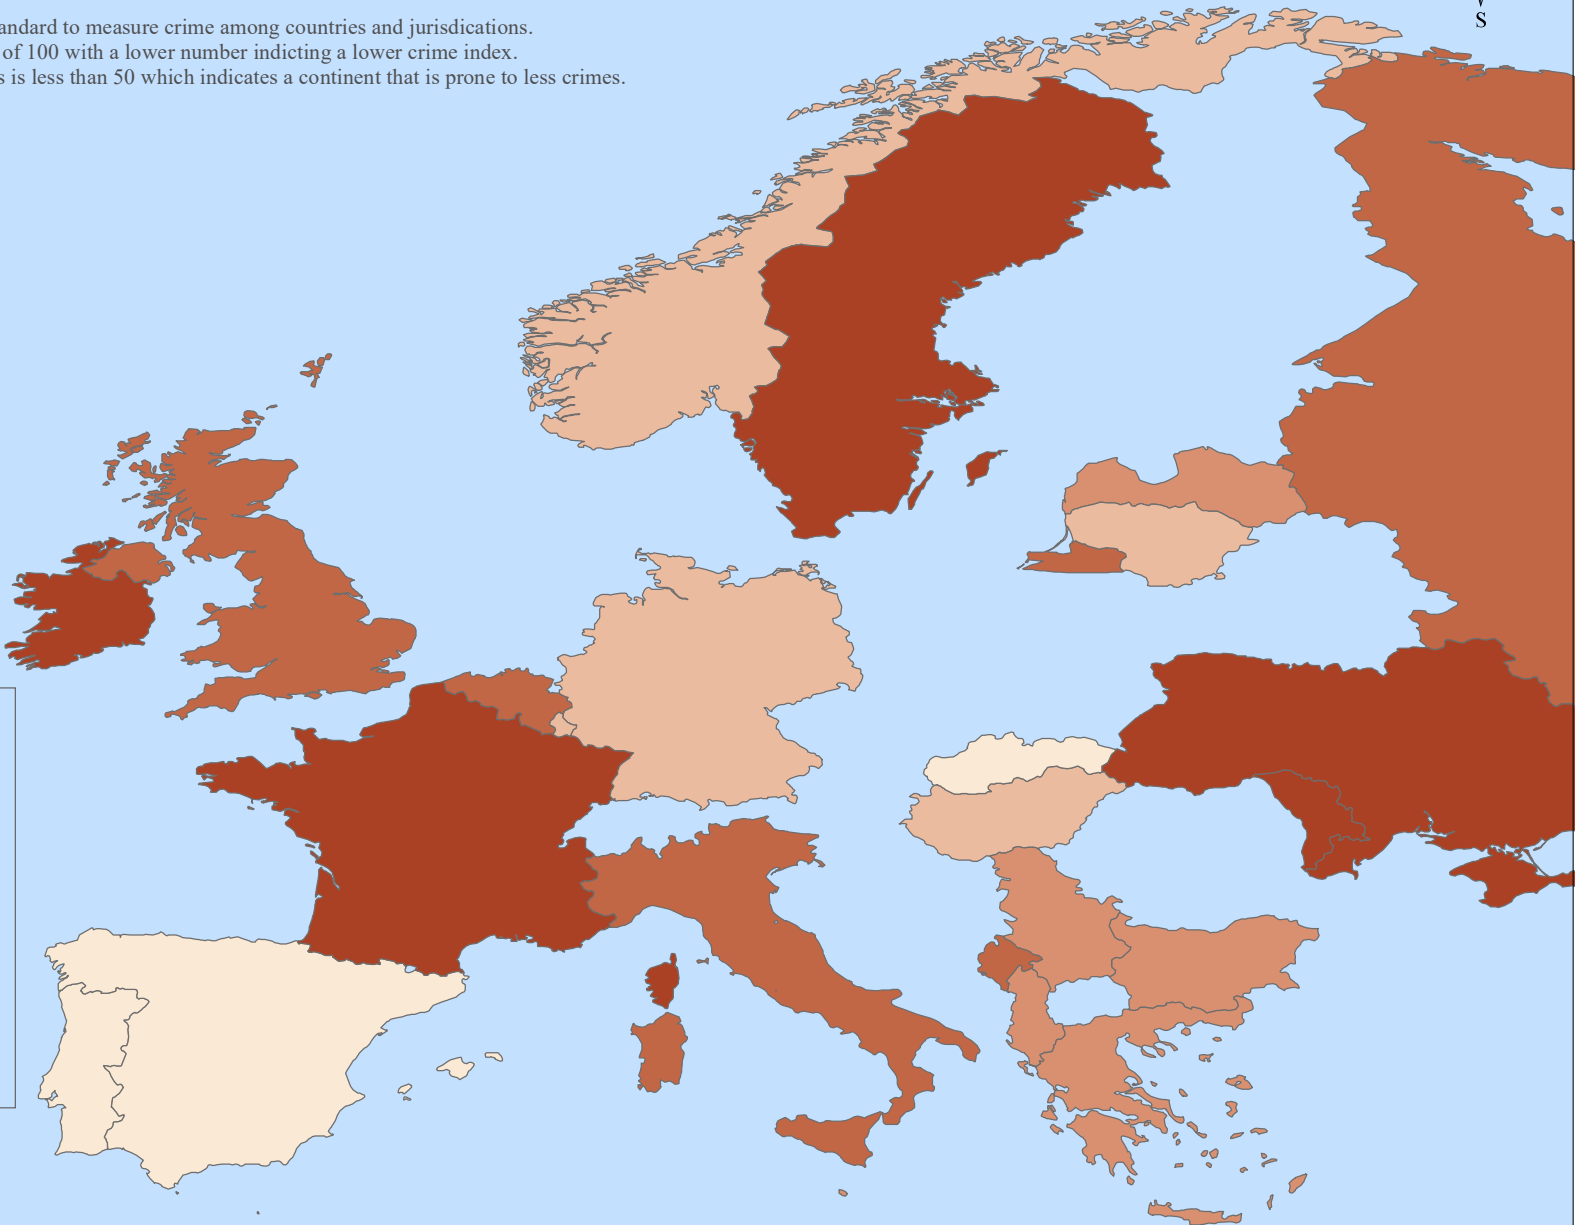 andard to measure crime among countries and jurisdications.
of 100 with a lower number indicting a lower crime index.
s is less than 50 which indicates a continent that is prone to less crimes.
S